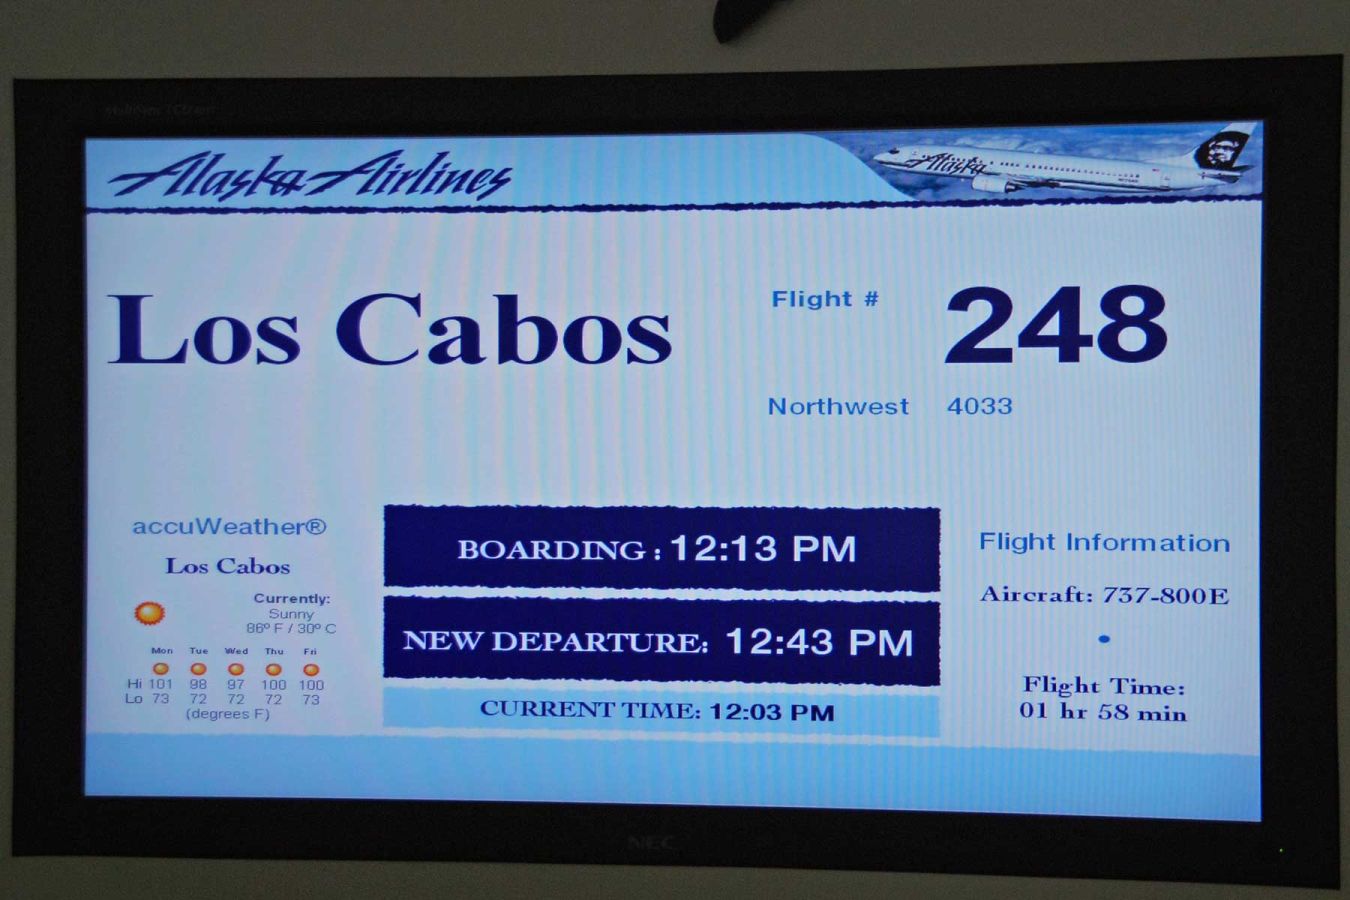 Alaska Airlines
Alaska
Los Cabos
Flight # 248
Northwest 4033
accuWeather®
Los Cabos
Currently:
Sunny
86º F / 30º C
Mon Tue Wed Thu Fri
Hi 101 98 97 100 100
Lo 73 72 72 72 73
(degrees F)
BOARDING : 12:13 PM
NEW DEPARTURE: 12:43 PM
CURRENT TIME: 12:03 PM
Flight Information
Aircraft: 737-800E
Flight Time:
01 hr 58 min
NEC